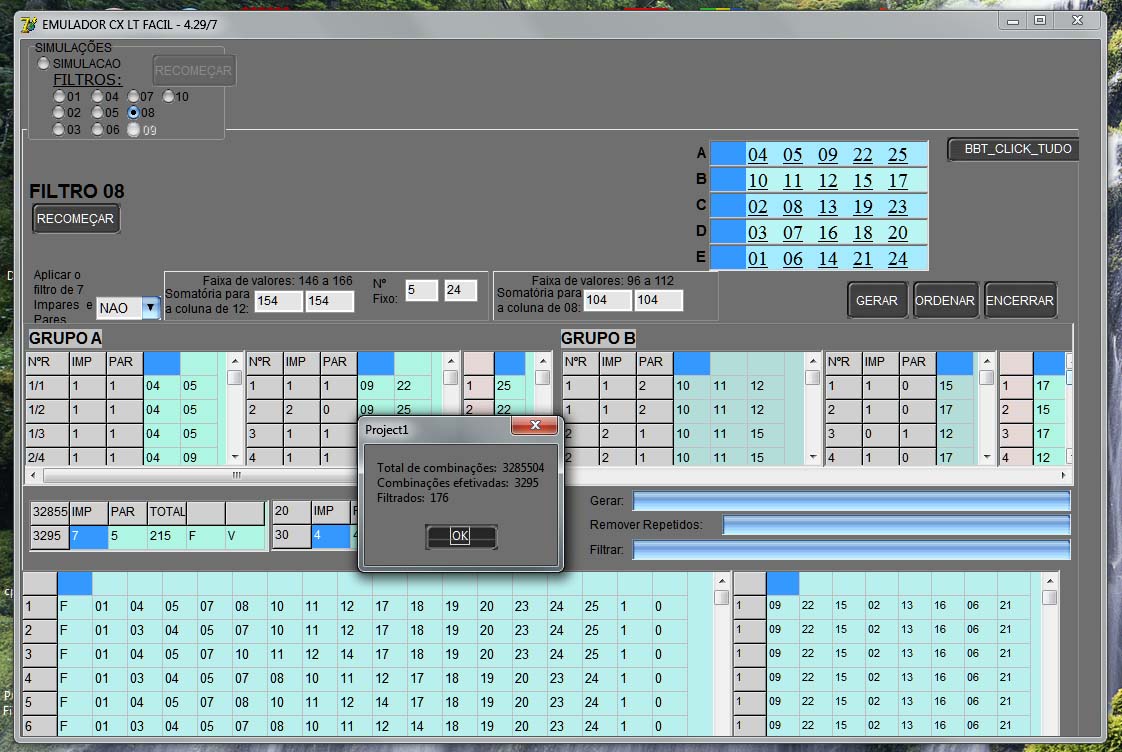 EMULADOR CX LT FACIL - 4.29/7
SIMULAÇÕES
SIMULACAO
RECOMEÇAR
FILTROS:
01 04 07 10
02 05 08
03 06 09
BBT_CLICK_TUDO
A 04 05 09 22 25
B 10 11 12 15 17
C 02 08 13 19 23
D 03 07 16 18 20
E 01 06 14 21 24
FILTRO 08
RECOMEÇAR
Aplicar o
filtro de 7
Impares e
Pares
NAO
Faixa de valores: 146 a 166
Somatória para
a coluna de 12:
154 154
Nº
Fixo:
5 24
Faixa de valores: 96 a 112
Somatória para
a coluna de 08:
104 104
GERAR ORDENAR ENCERRAR
GRUPO A GRUPO B
NºR IMP PAR NºR IMP PAR NºR IMP PAR NºR IMP PAR
1/1 1 1 04 05 1 1 1 09 22 1 25 1 1 2 10 11 12 1 1 0 15 1 17
1/2 1 1 04 05 2 2 0 09 25 2 22 1 1 2 10 11 12 2 1 0 17 2 15
1/3 1 1 04 05 3 1 1 2 2 1 10 11 15 3 0 1 12 3 17
2/4 1 1 04 09 4 1 1 2 2 1 10 11 15 4 1 0 17 4 12
Project1
Total de combinações: 3285504
Combinações efetivadas: 3295
Filtrados: 176
OK
32855 IMP PAR TOTAL 20 IMP
3295 7 5 215 F V 30 4
Gerar:
Remover Repetidos:
Filtrar:
1 F 01 04 05 07 08 10 11 12 17 18 19 20 23 24 25 1 0 1 09 22 15 02 13 16 06 21
2 F 01 03 04 05 07 08 10 11 12 17 18 19 20 23 24 1 0 1 09 22 15 02 13 16 06 21
3 F 01 04 05 07 08 10 11 12 14 17 18 19 20 23 24 1 0 1 09 22 15 02 13 16 06 21
4 F 01 03 04 05 07 08 10 11 12 17 18 19 20 24 25 1 0 1 09 22 15 02 13 16 06 21
5 F 01 04 05 07 08 10 11 12 14 17 18 19 20 24 25 1 0 1 09 22 15 02 13 16 06 21
6 F 01 03 04 05 07 08 10 11 12 14 18 19 20 23 24 1 0 1 09 22 15 02 13 16 06 21